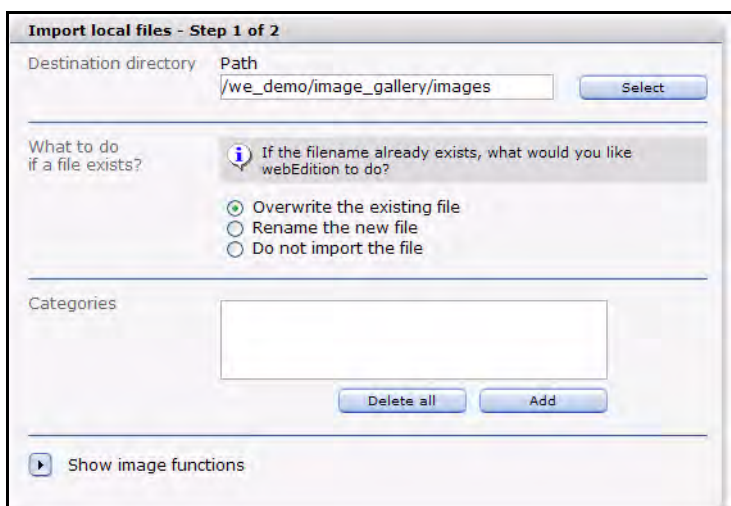 Import local files - Step 1 of 2
Destination directory
Path
/we_demo/image_gallery/images
Select
What to do
if a file exists?
If the filename already exists, what would you like
webEdition to do?
Overwrite the existing file
Rename the new file
Do not import the file
Categories
Delete all
Add
Show image functions